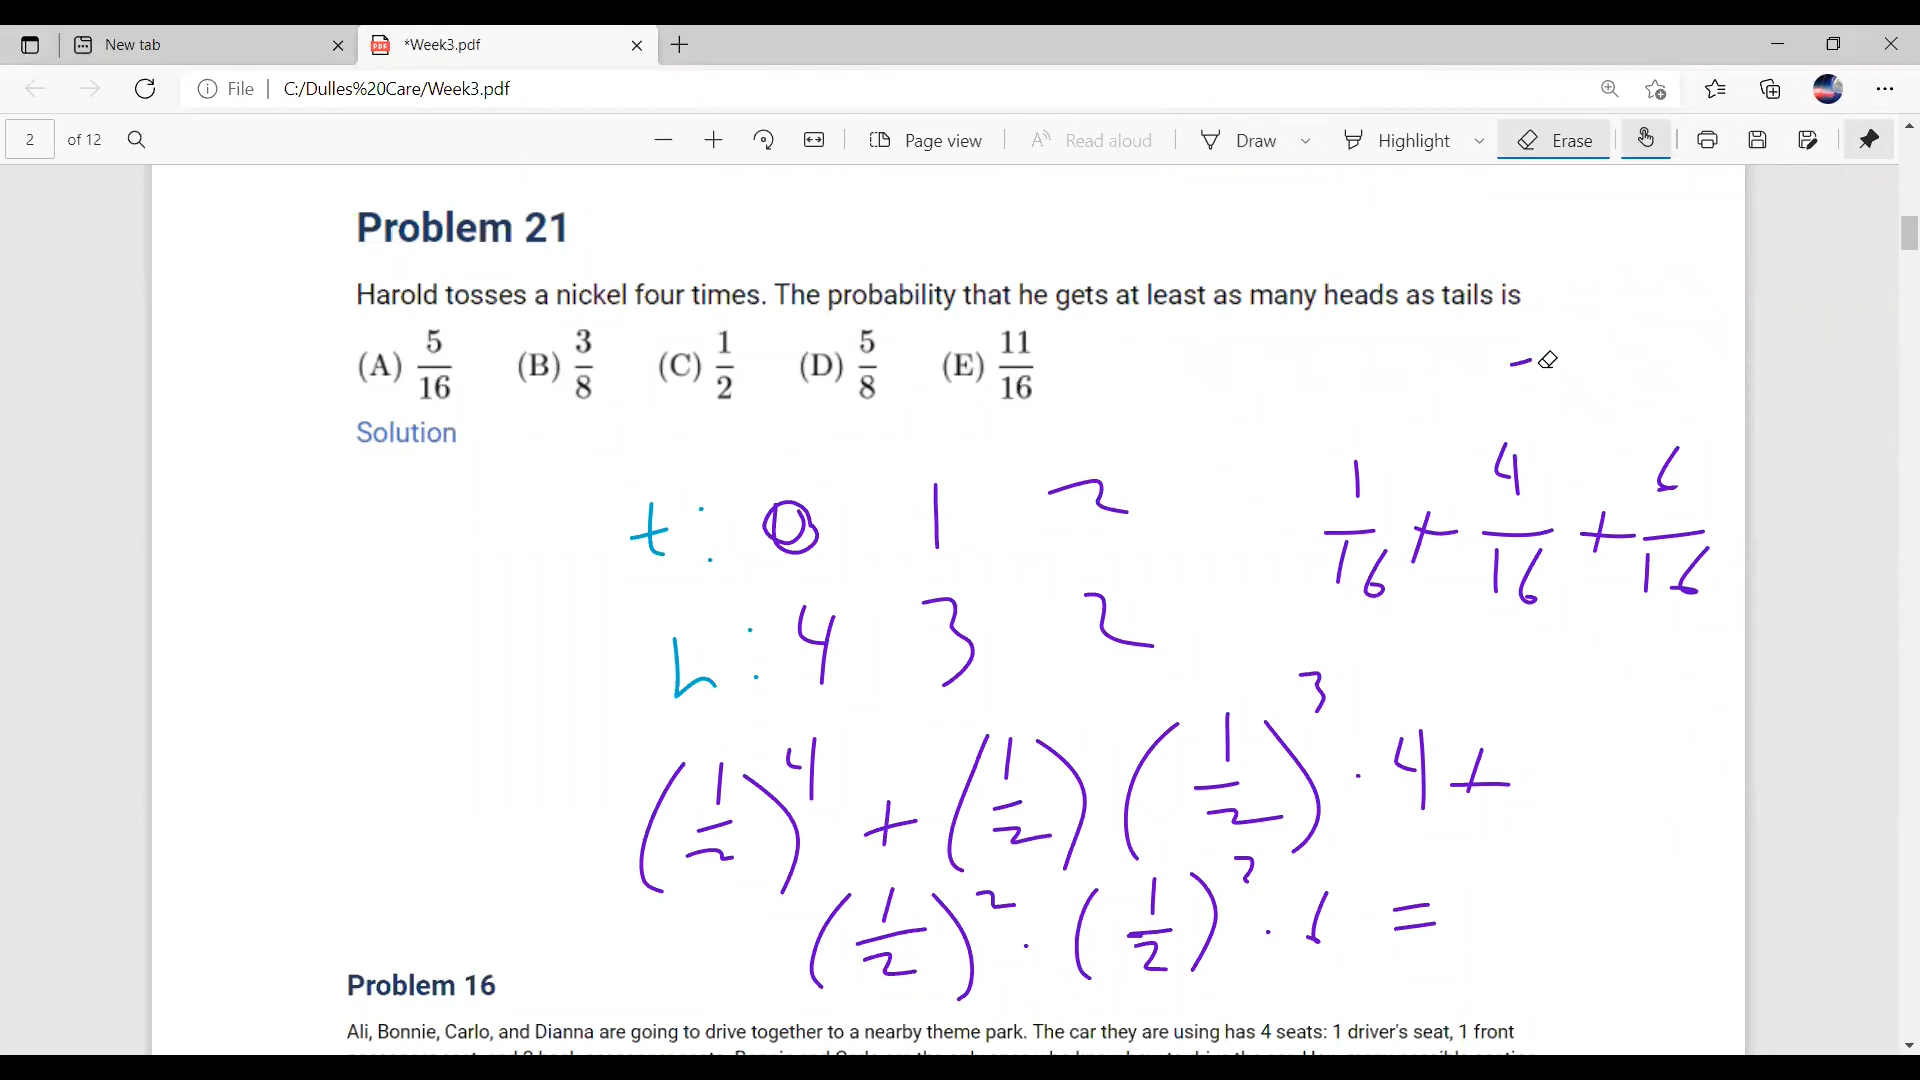 New tab
*Week3.pdf
File | C:/Dulles%20Care/Week3.pdf
2 of 12
Page view
Read aloud
Draw
Highlight
Erase
Problem 21
Harold tosses a nickel four times. The probability that he gets at least as many heads as tails is
(A) 5/16 (B) 3/8 (C) 1/2 (D) 5/8 (E) 11/16
Solution
t: 0 1 2
1/16 + 4/16 + 6/16
h: 4 3 2
(1/2)^4 + (1/2)(1/2)^3 · 4 +
(1/2)^2 · (1/2)^2 · 6 =
Problem 16
Ali, Bonnie, Carlo, and Dianna are going to drive together to a nearby theme park. The car they are using has 4 seats: 1 driver's seat, 1 front